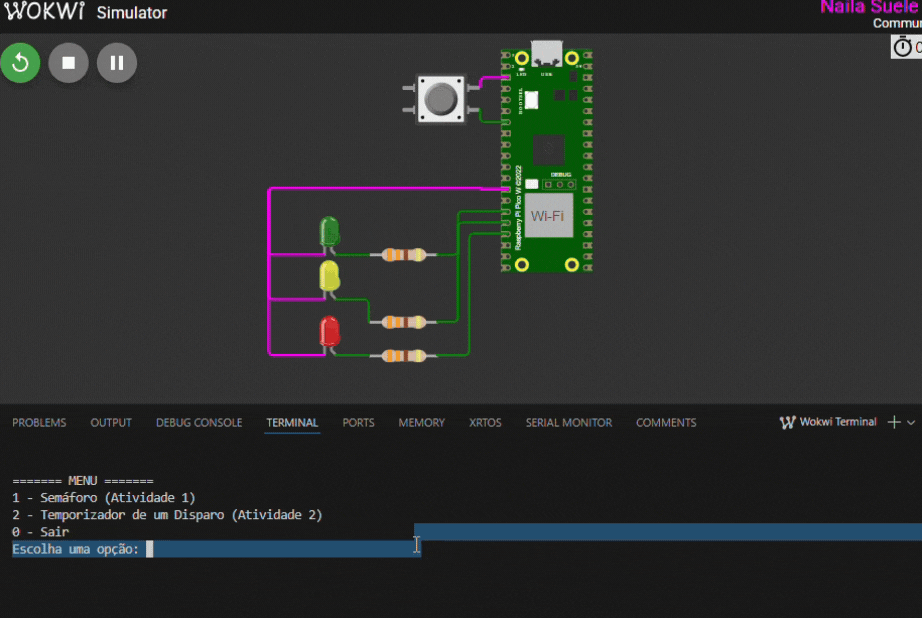 WOKWI Simulator
Naila Suele
Commun
0
LED
USB
BOOTSEL
DEBUG
Raspberry Pi Pico W ©2022
Wi-Fi
PROBLEMS OUTPUT DEBUG CONSOLE TERMINAL PORTS MEMORY XRTOS SERIAL MONITOR COMMENTS Wokwi Terminal
======= MENU =======
1 - Semáforo (Atividade 1)
2 - Temporizador de um Disparo (Atividade 2)
0 - Sair
Escolha uma opção: